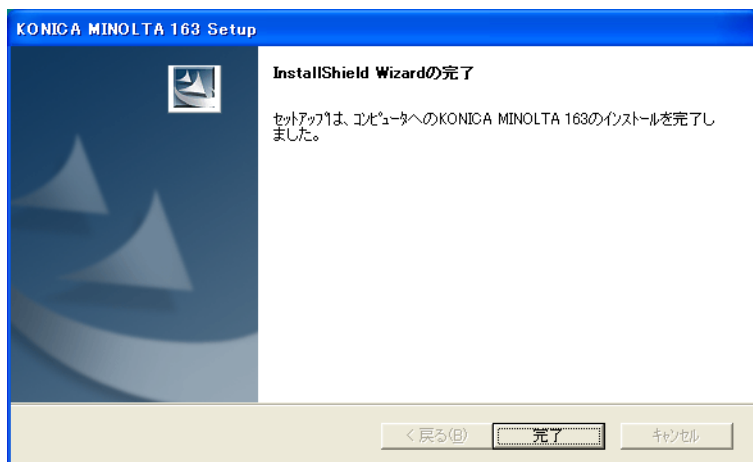 KONICA MINOLTA 163 Setup
InstallShield Wizardの完了
セットアップは、コンピュータへのKONICA MINOLTA 163のインストールを完了し
ました。
< 戻る(B) 完了 キャンセル